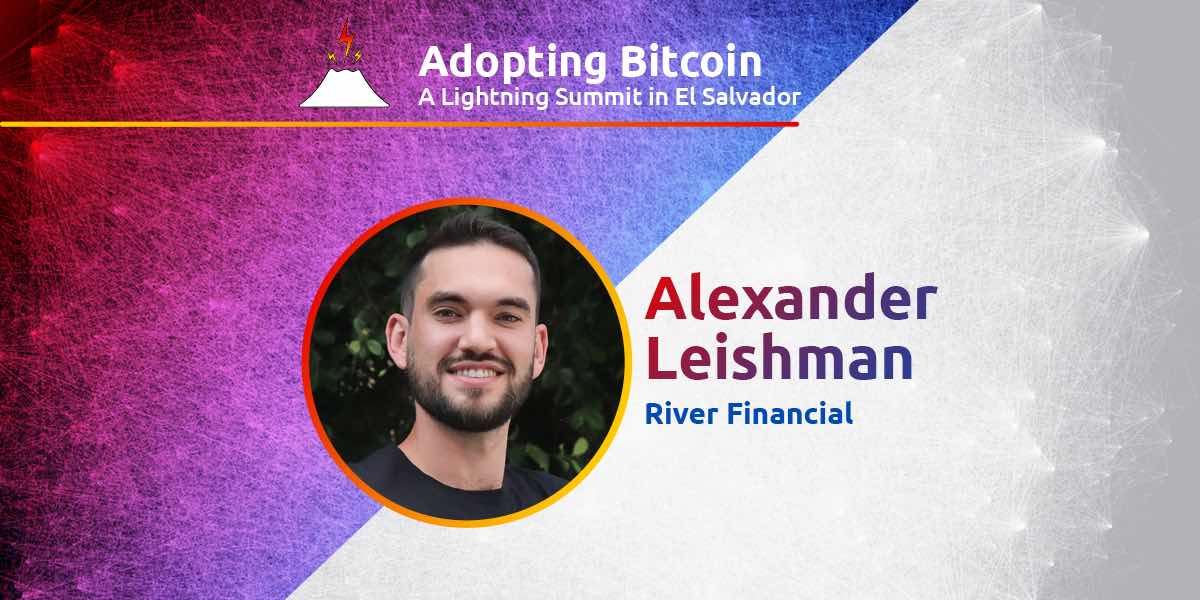 Adopting Bitcoin
A Lightning Summit in El Salvador
Alexander
Leishman
River Financial